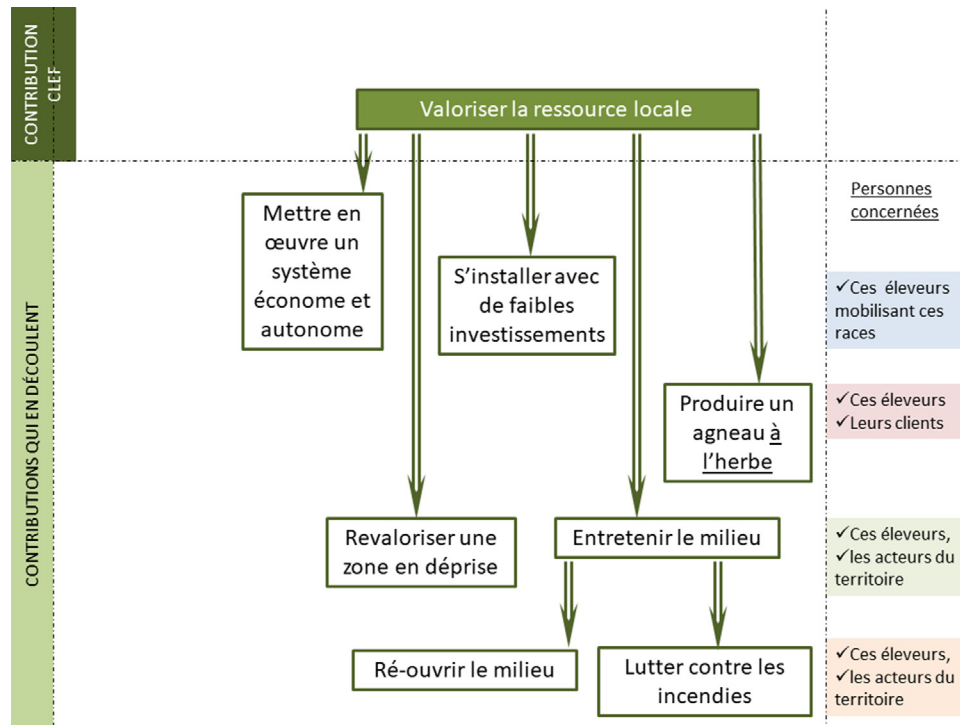 CONTRIBUTION
CLEF
Valoriser la ressource locale
CONTRIBUTIONS QUI EN DÉCOULENT
Personnes
concernées
Mettre en
œuvre un
système
économe et
autonome
S'installer avec
de faibles
investissements
✓Ces éleveurs
mobilisant ces
races
Produire un
agneau à
l'herbe
✓Ces éleveurs
✓Leurs clients
Revaloriser une
zone en déprise
Entretenir le milieu
✓Ces éleveurs,
✓les acteurs du
territoire
Ré-ouvrir le milieu
Lutter contre les
incendies
✓Ces éleveurs,
✓les acteurs du
territoire